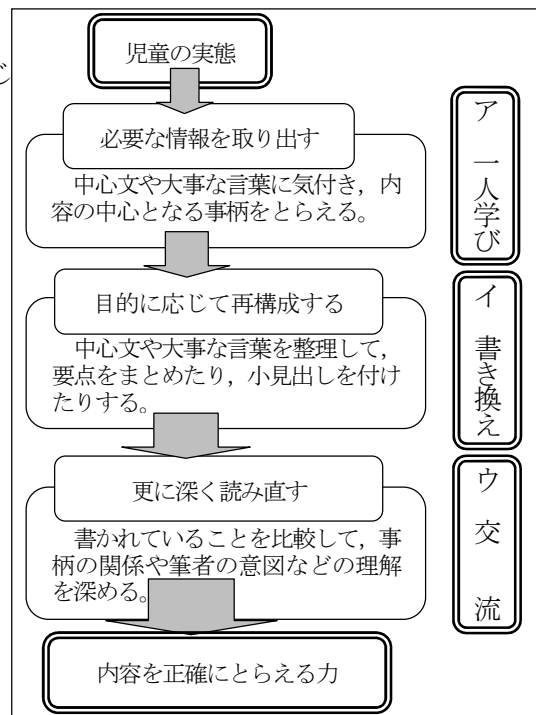 じ
児童の実態
必要な情報を取り出す
中心文や大事な言葉に気付き，内
容の中心となる事柄をとらえる。
目的に応じて再構成する
中心文や大事な言葉を整理して，
要点をまとめたり，小見出しを付け
たりする。
更に深く読み直す
書かれていることを比較して，事
柄の関係や筆者の意図などの理解
を深める。
内容を正確にとらえる力
ア 一人学び
イ 書き換え
ウ 交 流